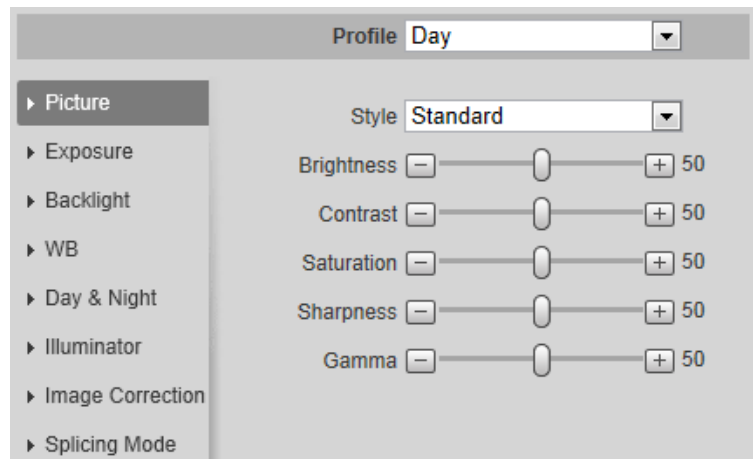 Profile Day
Picture
Exposure
Backlight
WB
Day & Night
Illuminator
Image Correction
Splicing Mode
Style Standard
Brightness 50
Contrast 50
Saturation 50
Sharpness 50
Gamma 50